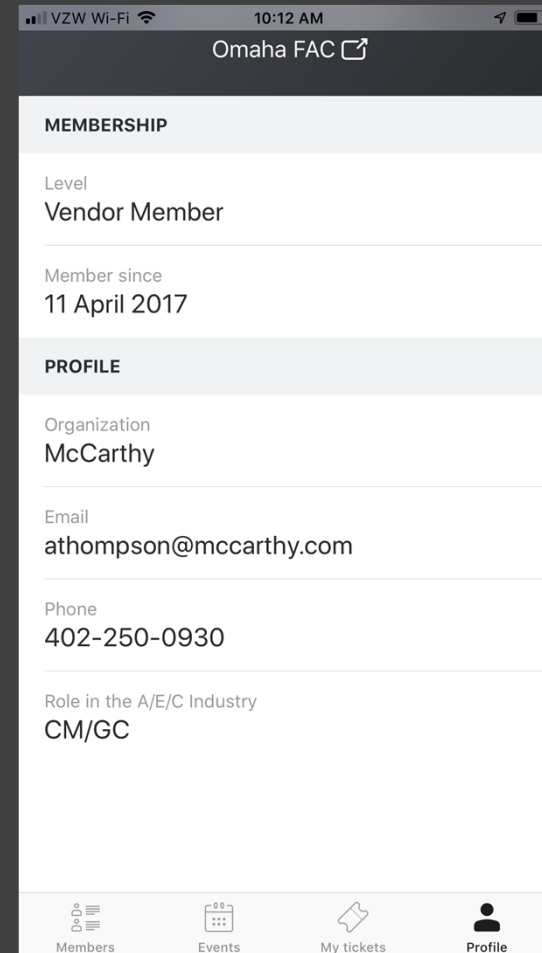 VZW Wi-Fi 10:12 AM
Omaha FAC
MEMBERSHIP
Level
Vendor Member
Member since
11 April 2017
PROFILE
Organization
McCarthy
Email
athompson@mccarthy.com
Phone
402-250-0930
Role in the A/E/C Industry
CM/GC
Members Events My tickets Profile